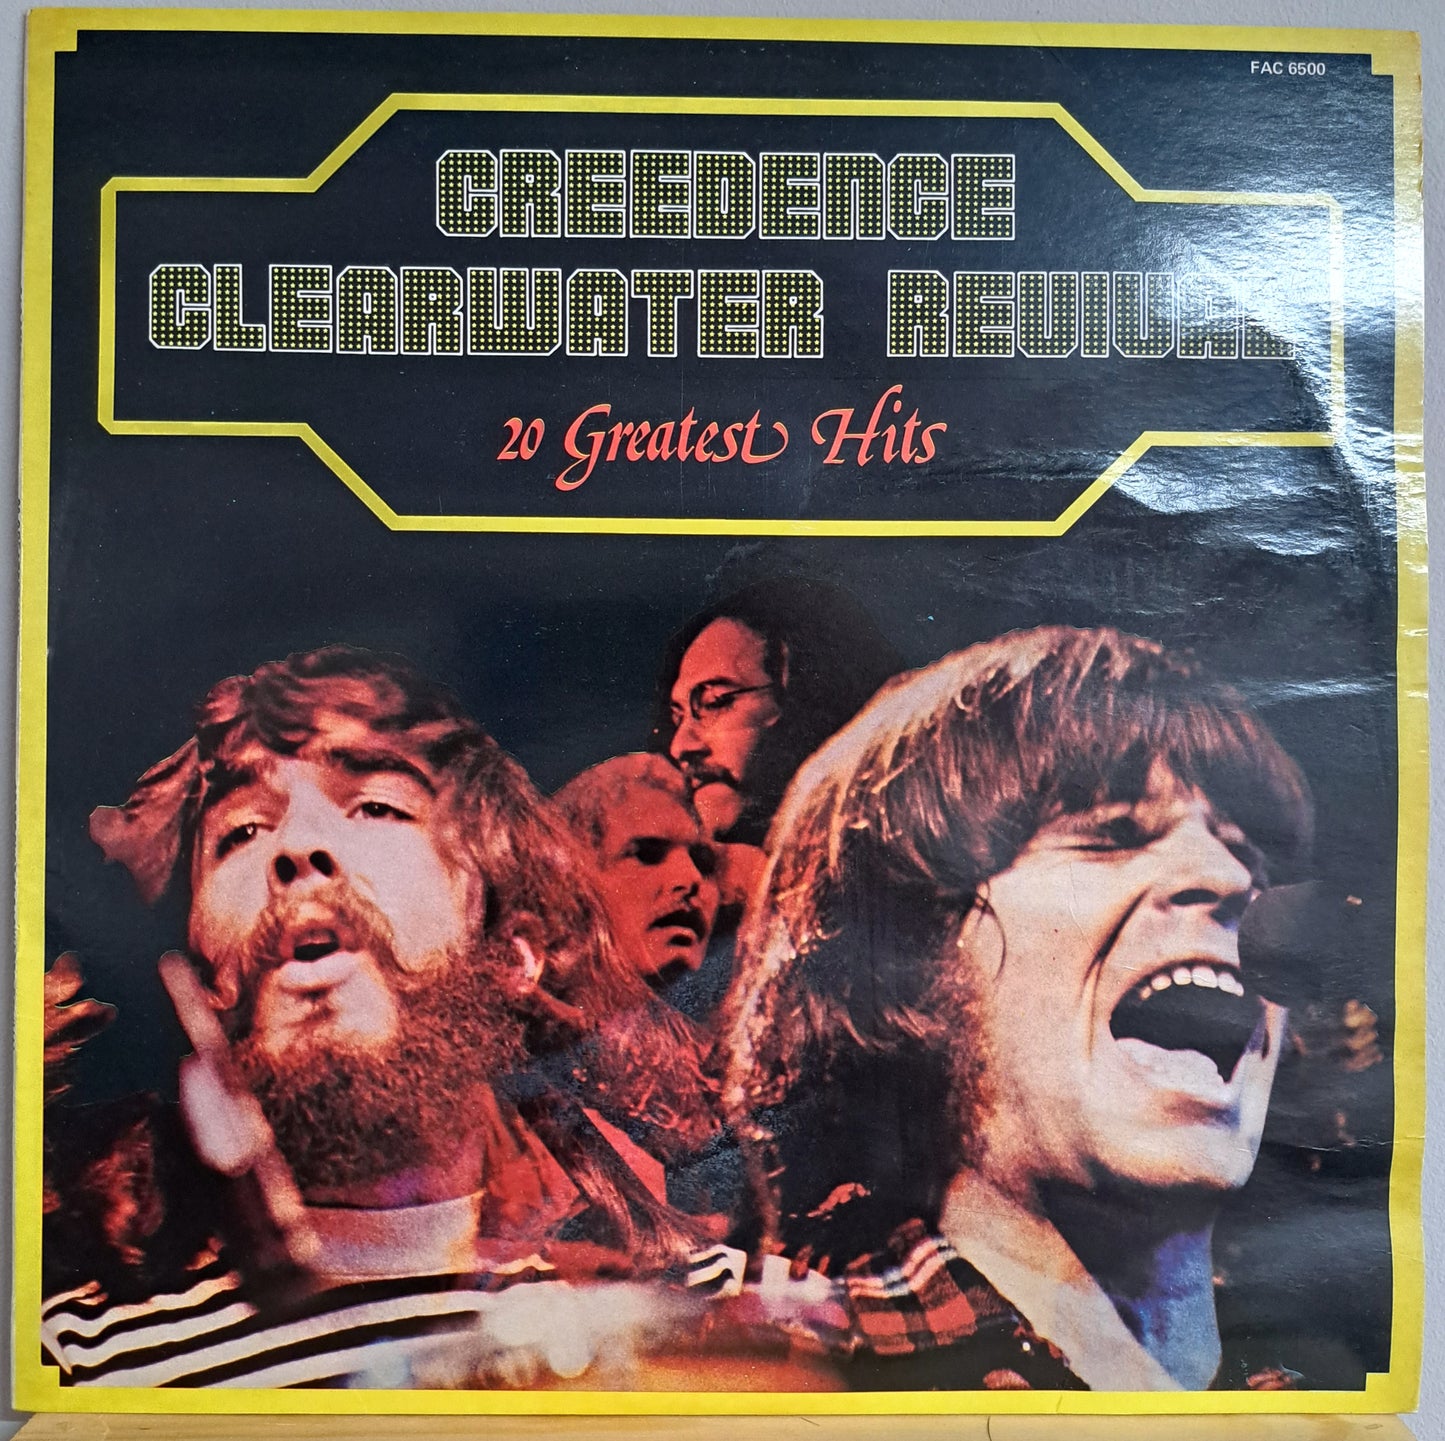 FAC 6500
CREEDENCE
CLEARWATER REVIVAL
20 Greatest Hits